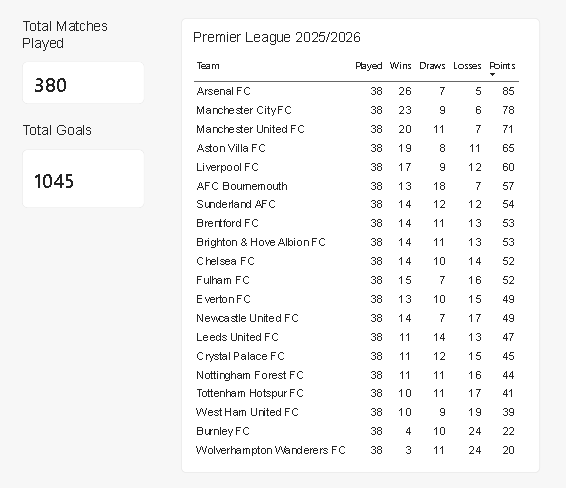 Total Matches
Played
380
Total Goals
1045
Premier League 2025/2026
Team Played Wins Draws Losses Points
Arsenal FC 38 26 7 5 85
Manchester City FC 38 23 9 6 78
Manchester United FC 38 20 11 7 71
Aston Villa FC 38 19 8 11 65
Liverpool FC 38 17 9 12 60
AFC Bournemouth 38 13 18 7 57
Sunderland AFC 38 14 12 12 54
Brentford FC 38 14 11 13 53
Brighton & Hove Albion FC 38 14 11 13 53
Chelsea FC 38 14 10 14 52
Fulham FC 38 15 7 16 52
Everton FC 38 13 10 15 49
Newcastle United FC 38 14 7 17 49
Leeds United FC 38 11 14 13 47
Crystal Palace FC 38 11 12 15 45
Nottingham Forest FC 38 11 11 16 44
Tottenham Hotspur FC 38 10 11 17 41
West Ham United FC 38 10 9 19 39
Burnley FC 38 4 10 24 22
Wolverhampton Wanderers FC 38 3 11 24 20